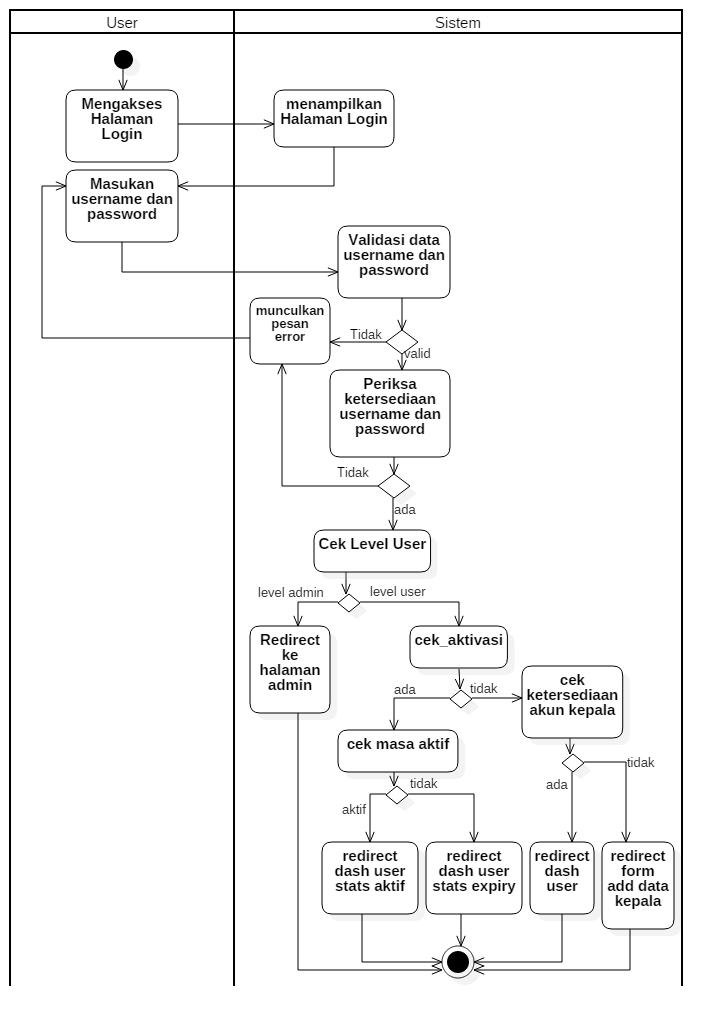 User
Sistem
Mengakses
Halaman
Login
menampilkan
Halaman Login
Masukan
username dan
password
Validasi data
username dan
password
munculkan
pesan
error
Tidak
valid
Periksa
ketersediaan
username dan
password
Tidak
ada
Cek Level User
level admin
level user
Redirect
ke
halaman
admin
cek_aktivasi
ada
tidak
cek
ketersediaan
akun kepala
cek masa aktif
tidak
aktif
ada
tidak
redirect
dash user
stats aktif
redirect
dash user
stats expiry
redirect
dash
user
redirect
form
add data
kepala